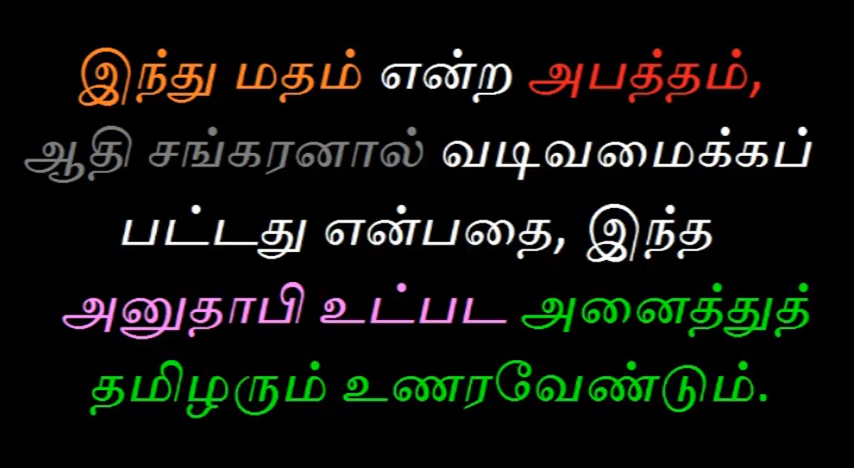 இந்து மதம் என்ற அபத்தம்,
ஆதி சங்கரனால் வடிவமைக்கப்
பட்டது என்பதை, இந்த
அனுதாபி உட்பட அனைத்துத்
தமிழரும் உணரவேண்டும்.